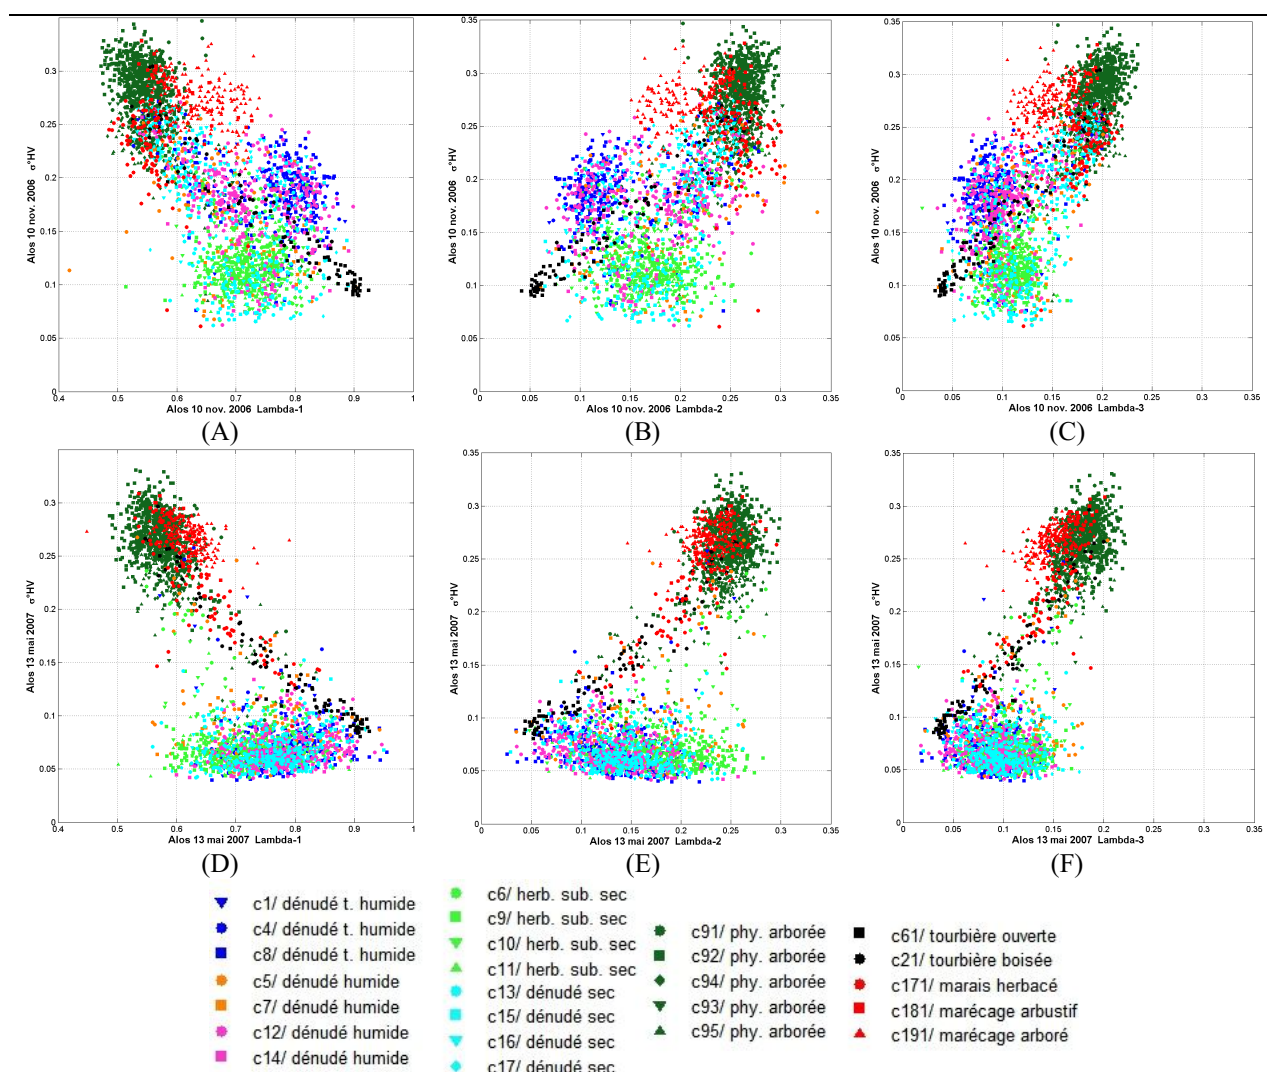 0.3
0.25
0.2
0.15
0.1
0.05
0
0.4 0.5 0.6 0.7 0.8 0.9 1
Alos 10 nov. 2006 σ°HV
Alos 10 nov. 2006 Lambda-1
(A)
0.35
0.3
0.25
0.2
0.15
0.1
0.05
0
0 0.05 0.1 0.15 0.2 0.25 0.3 0.35
Alos 10 nov. 2006 σ°HV
Alos 10 nov. 2006 Lambda-2
(B)
0.35
0.3
0.25
0.2
0.15
0.1
0.05
0
0 0.05 0.1 0.15 0.2 0.25 0.3 0.35
Alos 10 nov. 2006 σ°HV
Alos 10 nov. 2006 Lambda-3
(C)
0.3
0.25
0.2
0.15
0.1
0.05
0
0.4 0.5 0.6 0.7 0.8 0.9 1
Alos 13 mai 2007 σ°HV
Alos 13 mai 2007 Lambda-1
(D)
0.35
0.3
0.25
0.2
0.15
0.1
0.05
0
0 0.05 0.1 0.15 0.2 0.25 0.3 0.35
Alos 13 mai 2007 σ°HV
Alos 13 mai 2007 Lambda-2
(E)
0.35
0.3
0.25
0.2
0.15
0.1
0.05
0
0 0.05 0.1 0.15 0.2 0.25 0.3 0.35
Alos 13 mai 2007 σ°HV
Alos 13 mai 2007 Lambda-3
(F)
c1/ dénudé t. humide
c4/ dénudé t. humide
c8/ dénudé t. humide
c5/ dénudé humide
c7/ dénudé humide
c12/ dénudé humide
c14/ dénudé humide
c6/ herb. sub. sec
c9/ herb. sub. sec
c10/ herb. sub. sec
c11/ herb. sub. sec
c13/ dénudé sec
c15/ dénudé sec
c16/ dénudé sec
c17/ dénudé sec
c91/ phy. arborée
c92/ phy. arborée
c94/ phy. arborée
c93/ phy. arborée
c95/ phy. arborée
c61/ tourbière ouverte
c21/ tourbière boisée
c171/ marais herbacé
c181/ marécage arbustif
c191/ marécage arboré